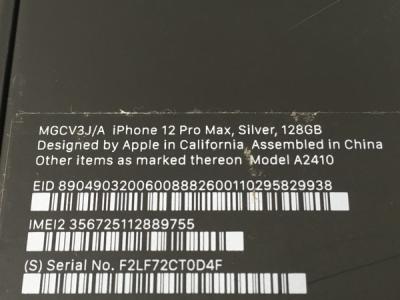 MGCV3J/A iPhone 12 Pro Max, Silver, 128GB
Designed by Apple in California, Assembled in China
Other items as marked thereon Model A2410
EID 89049032006008882600110295829938
IMEI2 356725112889755
(S) Serial No. F2LF72CT0D4F